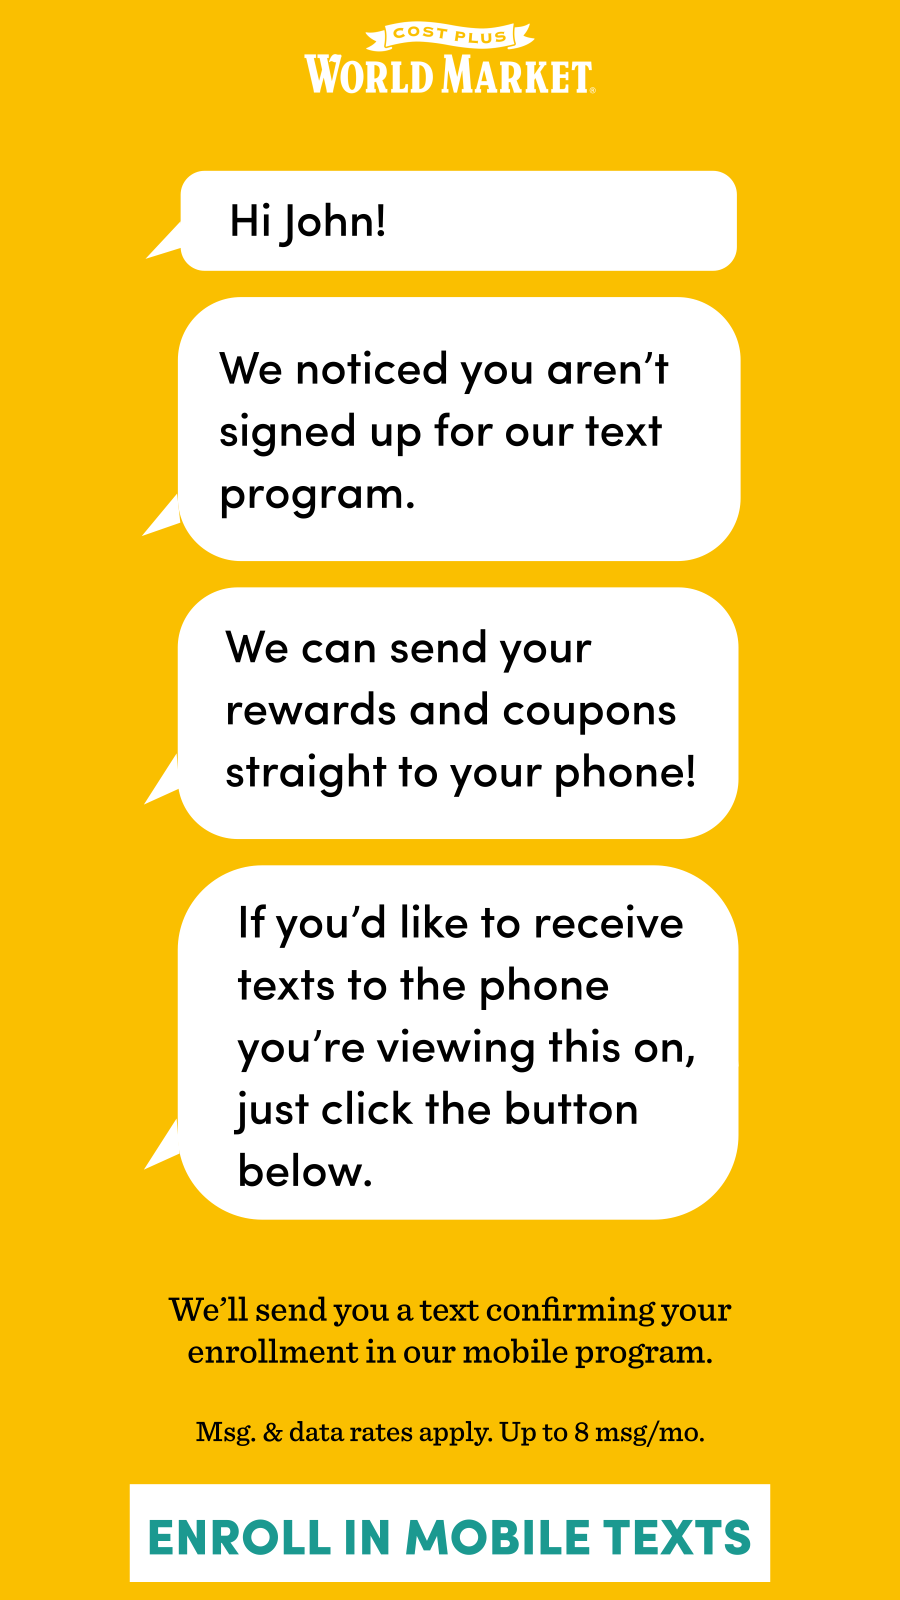 COST PLUS
WORLD MARKET®
Hi John!
We noticed you aren’t
signed up for our text
program.
We can send your
rewards and coupons
straight to your phone!
If you’d like to receive
texts to the phone
you’re viewing this on,
just click the button
below.
We’ll send you a text confirming your
enrollment in our mobile program.
Msg. & data rates apply. Up to 8 msg/mo.
ENROLL IN MOBILE TEXTS